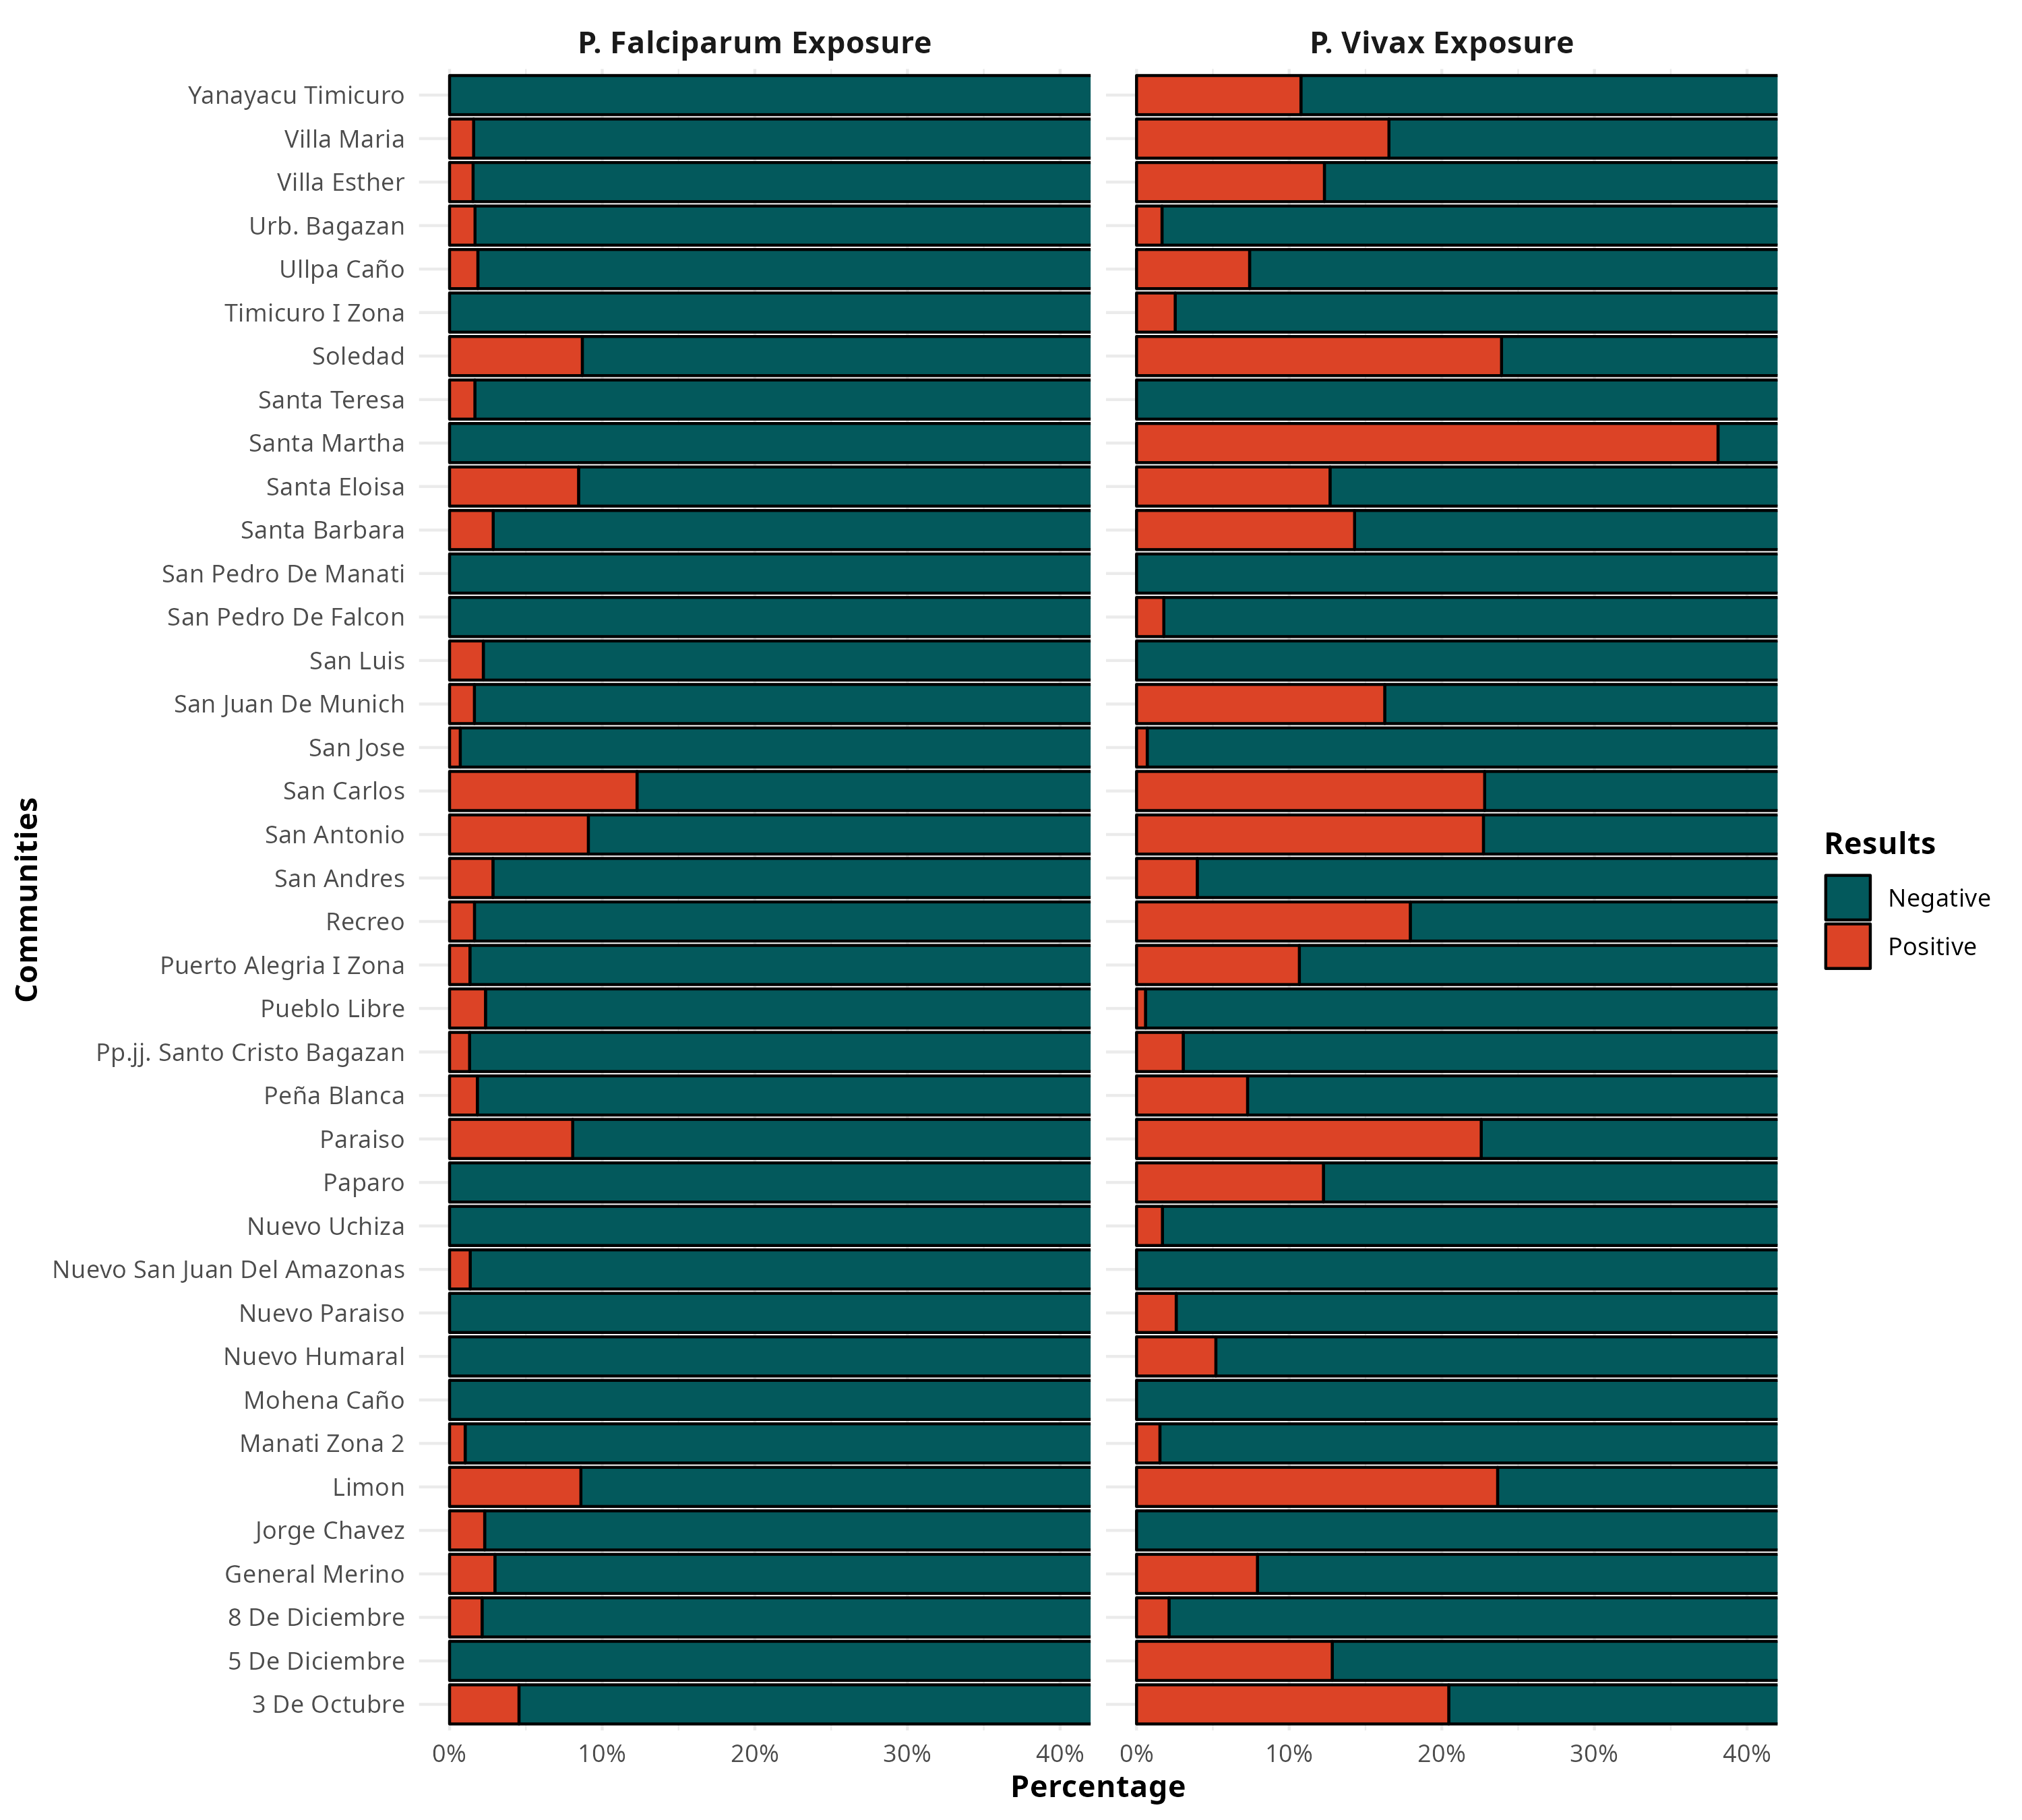 P. Falciparum Exposure
P. Vivax Exposure
Yanayacu Timicuro
Villa Maria
Villa Esther
Urb. Bagazan
Ullpa Caño
Timicuro I Zona
Soledad
Santa Teresa
Santa Martha
Santa Eloisa
Santa Barbara
San Pedro De Manati
San Pedro De Falcon
San Luis
San Juan De Munich
San Jose
San Carlos
San Antonio
San Andres
Recreo
Puerto Alegria I Zona
Pueblo Libre
Pp.jj. Santo Cristo Bagazan
Peña Blanca
Paraiso
Paparo
Nuevo Uchiza
Nuevo San Juan Del Amazonas
Nuevo Paraiso
Nuevo Humaral
Mohena Caño
Manati Zona 2
Limon
Jorge Chavez
General Merino
8 De Diciembre
5 De Diciembre
3 De Octubre
0% 10% 20% 30% 40%
0% 10% 20% 30% 40%
Percentage
Communities
Results
Negative
Positive